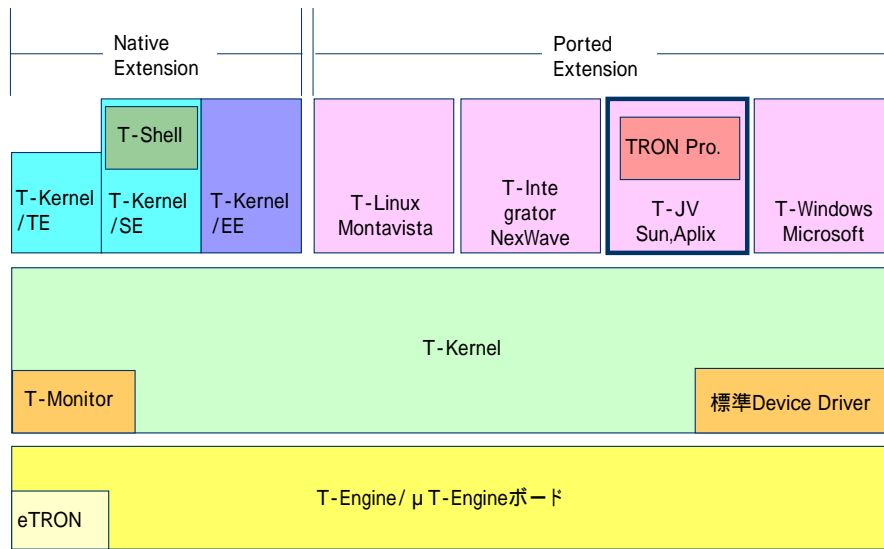 Native
Extension
Ported
Extension
T-Shell
T-Kernel
/TE
T-Kernel
/SE
T-Kernel
/EE
T-Linux
Montavista
T-Inte
grator
NexWave
TRON Pro.
T-JV
Sun,Aplix
T-Windows
Microsoft
T-Kernel
T-Monitor
標準Device Driver
T-Engine/ μ T-Engineボード
eTRON